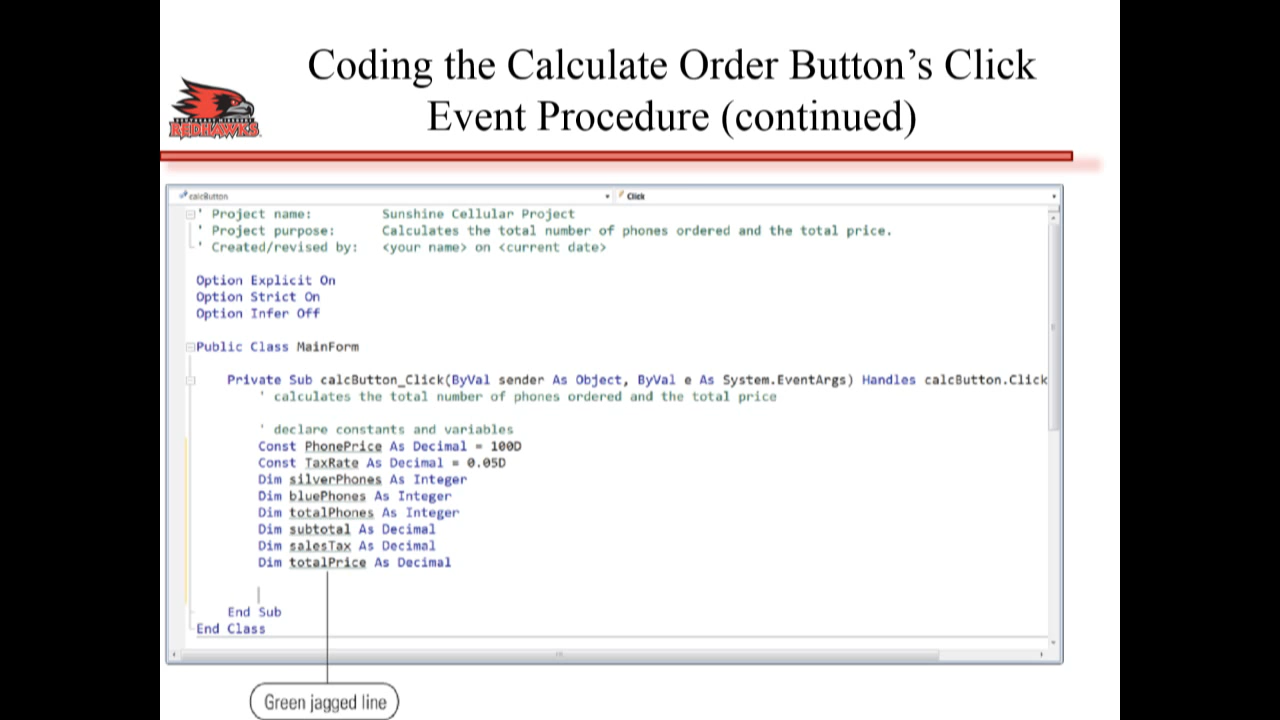 Coding the Calculate Order Button’s Click
Event Procedure (continued)
REDHAWKS
calcButton Click
' Project name: Sunshine Cellular Project
' Project purpose: Calculates the total number of phones ordered and the total price.
' Created/revised by: <your name> on <current date>
Option Explicit On
Option Strict On
Option Infer Off
Public Class MainForm
Private Sub calcButton_Click(ByVal sender As Object, ByVal e As System.EventArgs) Handles calcButton.Click
' calculates the total number of phones ordered and the total price
' declare constants and variables
Const PhonePrice As Decimal = 100D
Const TaxRate As Decimal = 0.05D
Dim silverPhones As Integer
Dim bluePhones As Integer
Dim totalPhones As Integer
Dim subtotal As Decimal
Dim salesTax As Decimal
Dim totalPrice As Decimal
End Sub
End Class
Green jagged line